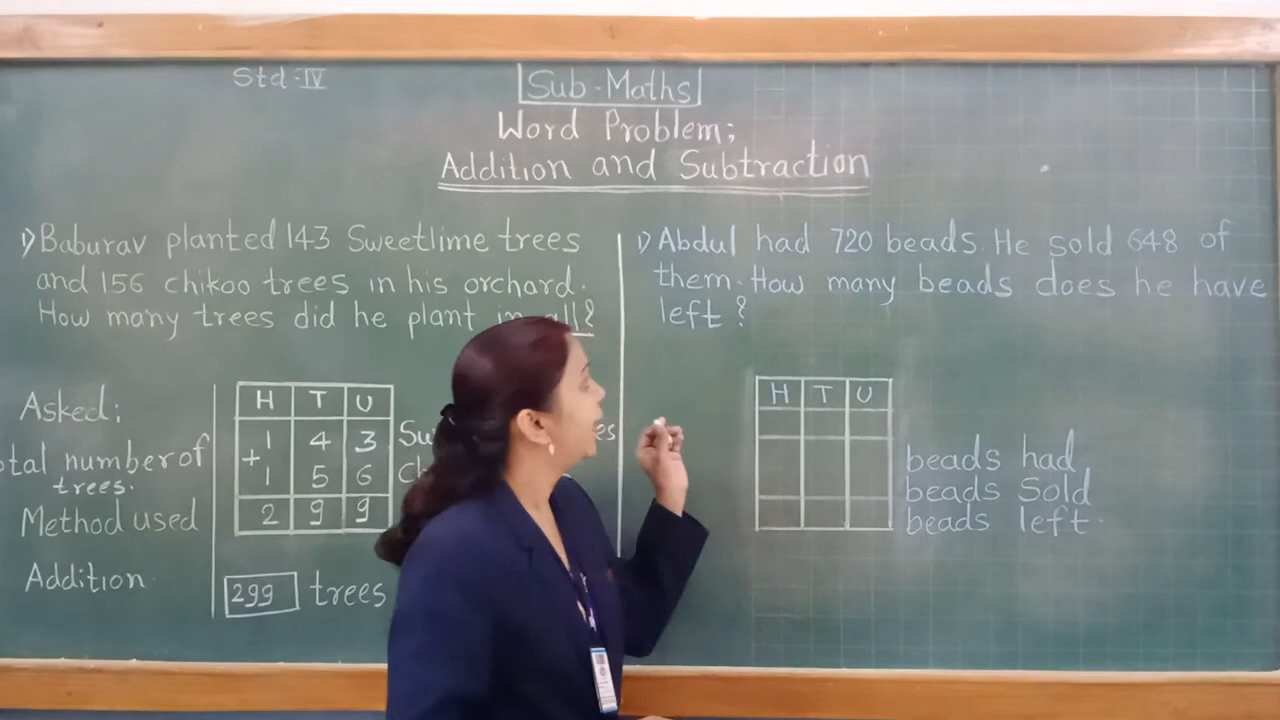 Std-IV
Sub-Maths
Word Problem;
Addition and Subtraction
1) Baburav planted 143 Sweetlime trees
and 156 chikoo trees in his orchard.
How many trees did he plant in all?
Asked;
total number of
trees.
Method used
Addition.
H T U
1 4 3
+
1 5 6
2 9 9
299 trees
1) Abdul had 720 beads. He sold 648 of
them. How many beads does he have
left?
H T U
beads had
beads Sold
beads left.